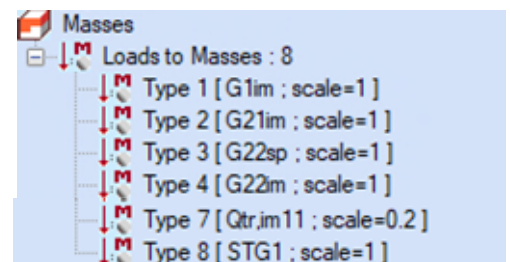 Masses
Loads to Masses : 8
Type 1 [ G1im ; scale=1 ]
Type 2 [ G21im ; scale=1 ]
Type 3 [ G22sp ; scale=1 ]
Type 4 [ G22im ; scale=1 ]
Type 7 [ Qtr,im11 ; scale=0.2 ]
Type 8 [ STG1 ; scale=1 ]